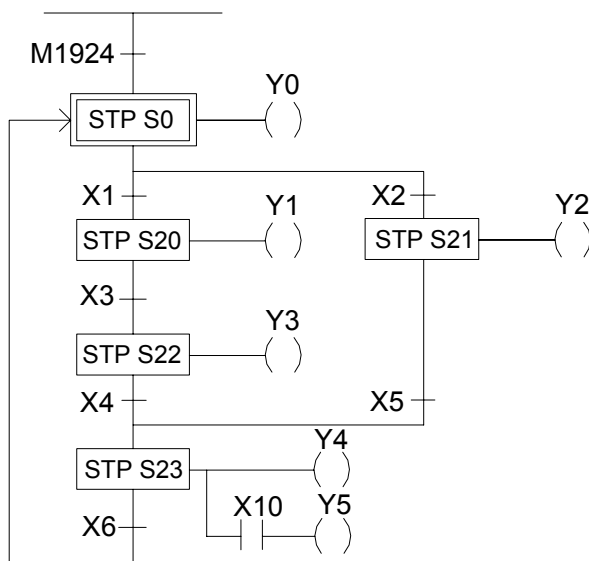 M1924
Y0
STP S0
X1
X2
Y1
Y2
STP S20
STP S21
X3
Y3
STP S22
X4
X5
Y4
STP S23
X10
Y5
X6